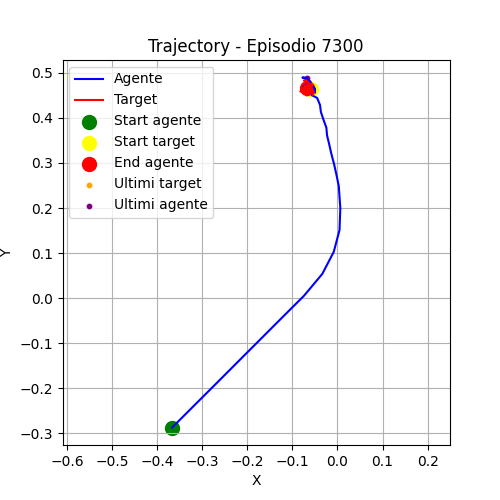 Trajectory - Episodio 7300
Agente
Target
Start agente
Start target
End agente
Ultimi target
Ultimi agente
Y
0.5
0.4
0.3
0.2
0.1
0.0
−0.1
−0.2
−0.3
−0.6 −0.5 −0.4 −0.3 −0.2 −0.1 0.0 0.1 0.2
X